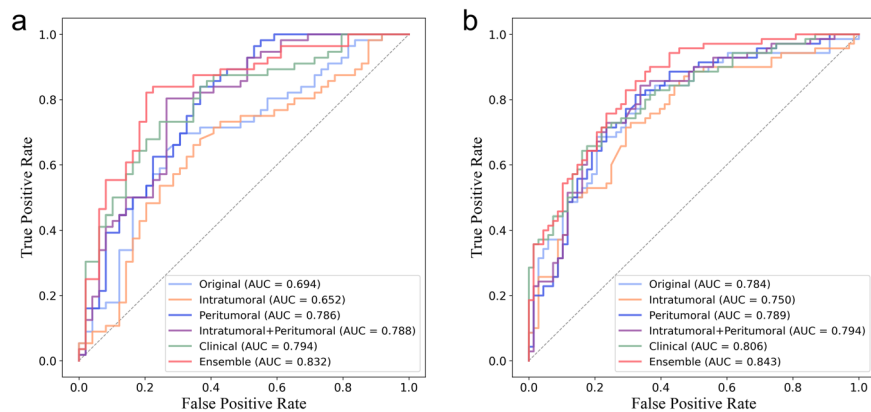 a
True Positive Rate
1.0
0.8
0.6
0.4
0.2
0.0
Original (AUC = 0.694)
Intratumoral (AUC = 0.652)
Peritumoral (AUC = 0.786)
Intratumoral+Peritumoral (AUC = 0.788)
Clinical (AUC = 0.794)
Ensemble (AUC = 0.832)
0.0 0.2 0.4 0.6 0.8 1.0
False Positive Rate
b
True Positive Rate
1.0
0.8
0.6
0.4
0.2
0.0
Original (AUC = 0.784)
Intratumoral (AUC = 0.750)
Peritumoral (AUC = 0.789)
Intratumoral+Peritumoral (AUC = 0.794)
Clinical (AUC = 0.806)
Ensemble (AUC = 0.843)
0.0 0.2 0.4 0.6 0.8 1.0
False Positive Rate